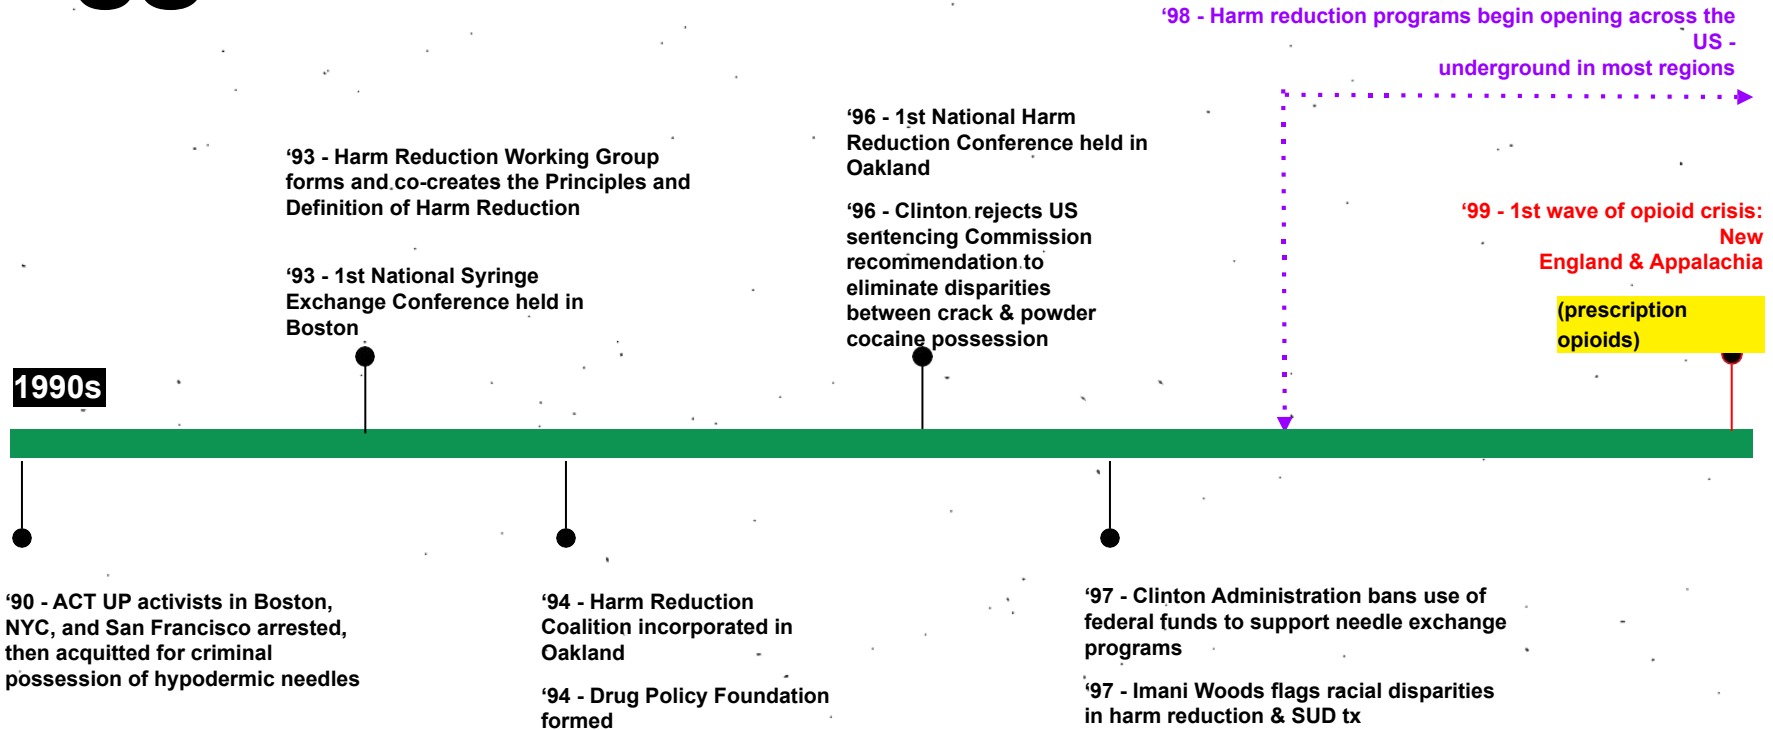 ‘98 - Harm reduction programs begin opening across the
US -
underground in most regions
‘96 - 1st National Harm
Reduction Conference held in
Oakland
‘93 - Harm Reduction Working Group
forms and co-creates the Principles and
Definition of Harm Reduction
‘96 - Clinton rejects US
sentencing Commission
recommendation to
eliminate disparities
between crack & powder
cocaine possession
‘99 - 1st wave of opioid crisis:
New
England & Appalachia
‘93 - 1st National Syringe
Exchange Conference held in
Boston
(prescription
opioids)
1990s
‘90 - ACT UP activists in Boston,
NYC, and San Francisco arrested,
then acquitted for criminal
possession of hypodermic needles
‘94 - Harm Reduction
Coalition incorporated in
Oakland
‘94 - Drug Policy Foundation
formed
‘97 - Clinton Administration bans use of
federal funds to support needle exchange
programs
‘97 - Imani Woods flags racial disparities
in harm reduction & SUD tx